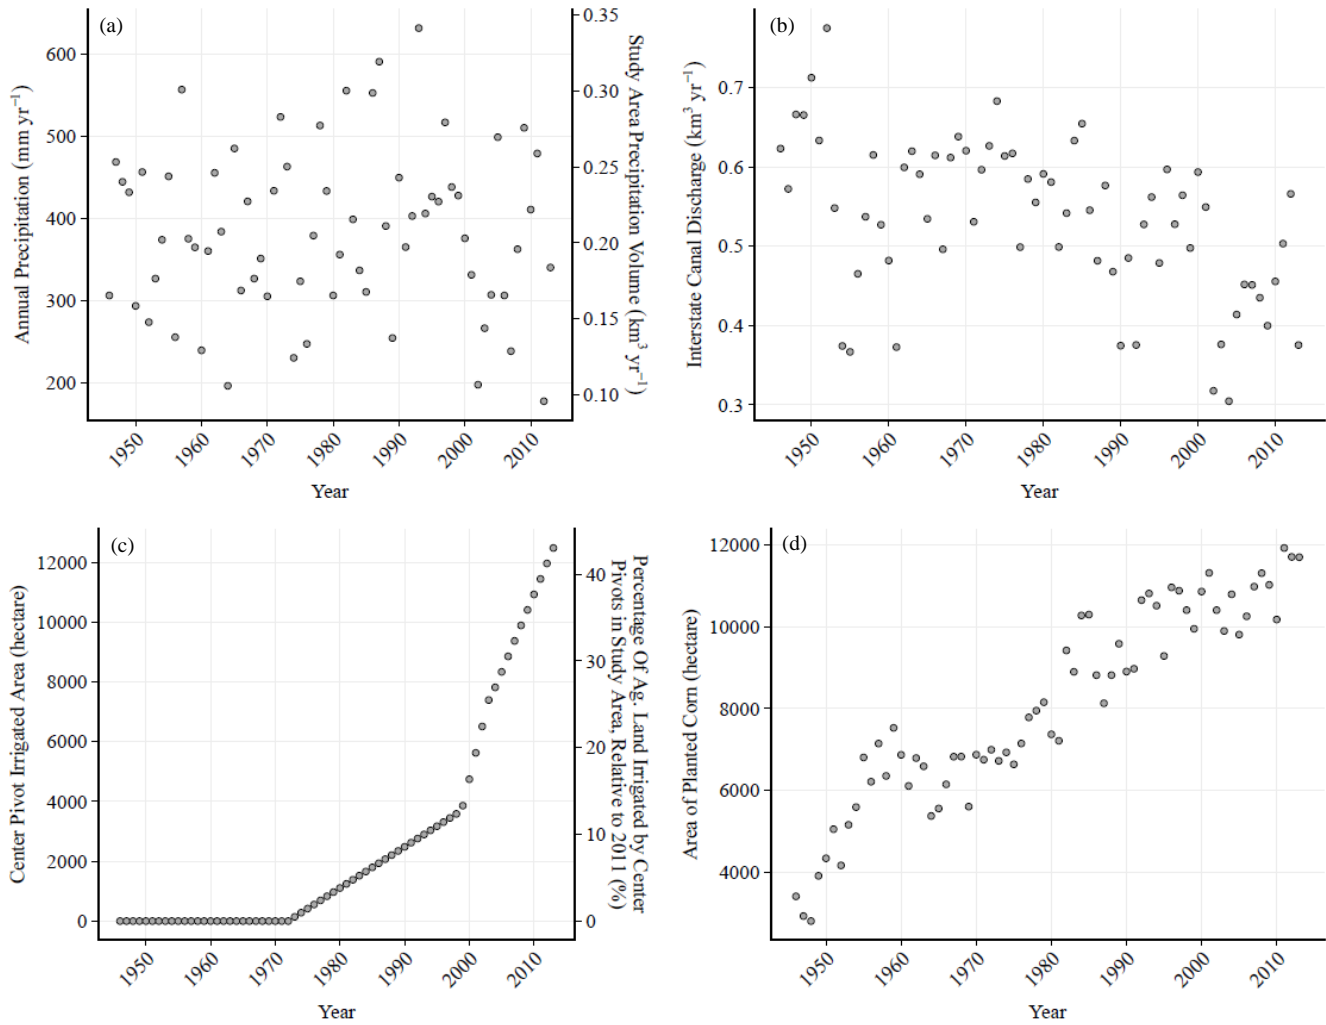 (a)
Annual Precipitation (mm yr⁻¹)
600
500
400
300
200
0.35
0.30
0.25
0.20
0.15
0.10
Study Area Precipitation Volume (km³ yr⁻¹)
1950 1960 1970 1980 1990 2000 2010
Year
(b)
Interstate Canal Discharge (km³ yr⁻¹)
0.7
0.6
0.5
0.4
0.3
1950 1960 1970 1980 1990 2000 2010
Year
(c)
Center Pivot Irrigated Area (hectare)
12000
10000
8000
6000
4000
2000
0
40
30
20
10
0
Percentage Of Ag. Land Irrigated by Center
Pivots in Study Area, Relative to 2011 (%)
1950 1960 1970 1980 1990 2000 2010
Year
(d)
Area of Planted Corn (hectare)
12000
10000
8000
6000
4000
1950 1960 1970 1980 1990 2000 2010
Year